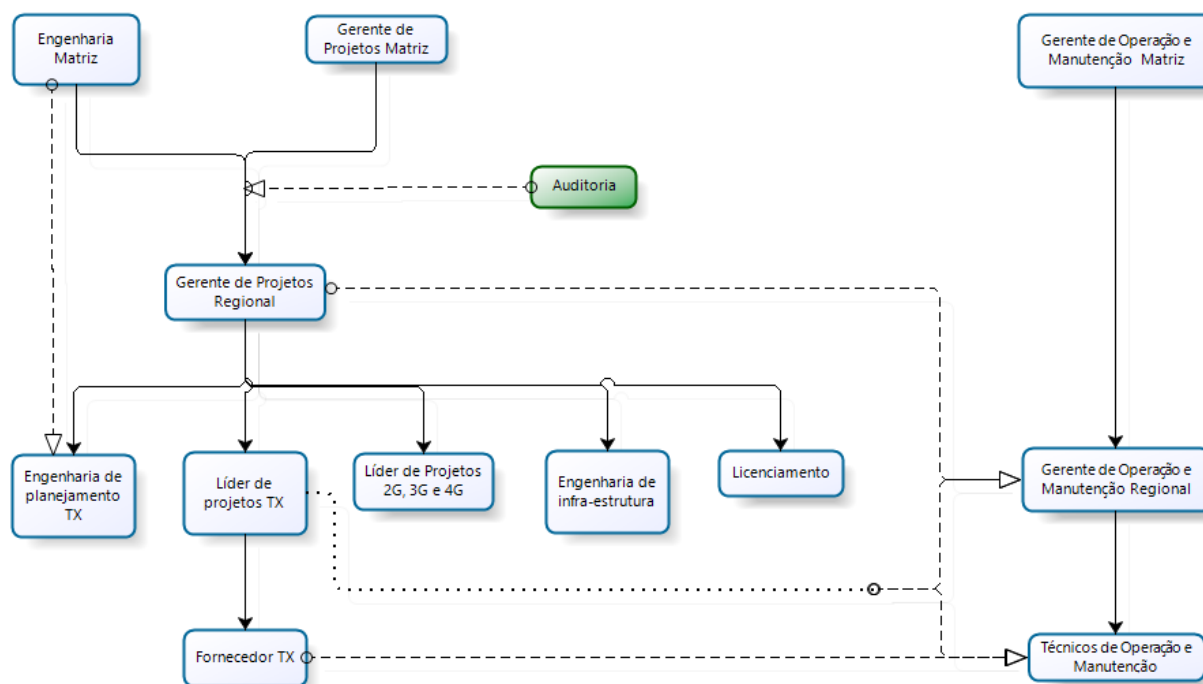 Engenharia
Matriz
Gerente de
Projetos Matriz
Gerente de Operação e
Manutenção Matriz
Auditoria
Gerente de Projetos
Regional
Engenharia de
planejamento
TX
Líder de
projetos TX
Líder de Projetos
2G, 3G e 4G
Engenharia de
infra-estrutura
Licenciamento
Gerente de Operação e
Manutenção Regional
Fornecedor TX
Técnicos de Operação e
Manutenção